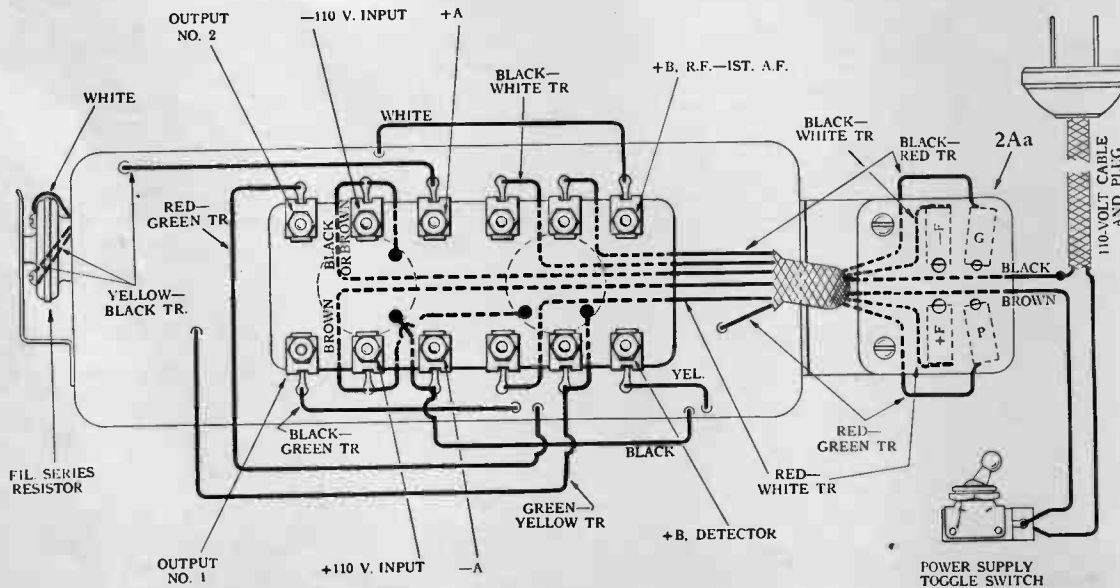 OUTPUT
NO. 2
—110 V. INPUT
+A
BLACK—
WHITE TR
+B, R.F.—1ST. A.F.
WHITE
WHITE
BLACK—
WHITE TR
BLACK—
RED TR
2Aa
110-VOLT CABLE
AND PLUG
RED—
GREEN TR
BLACK
OR BROWN
—F
G
BLACK
BROWN
YELLOW—
BLACK TR.
BROWN
+F
P
YEL.
BLACK—
GREEN TR
BLACK
RED—
GREEN TR
FIL. SERIES
RESISTOR
RED—
WHITE TR
GREEN—
YELLOW TR
+B, DETECTOR
OUTPUT
NO. 1
+110 V. INPUT
—A
POWER SUPPLY
TOGGLE SWITCH